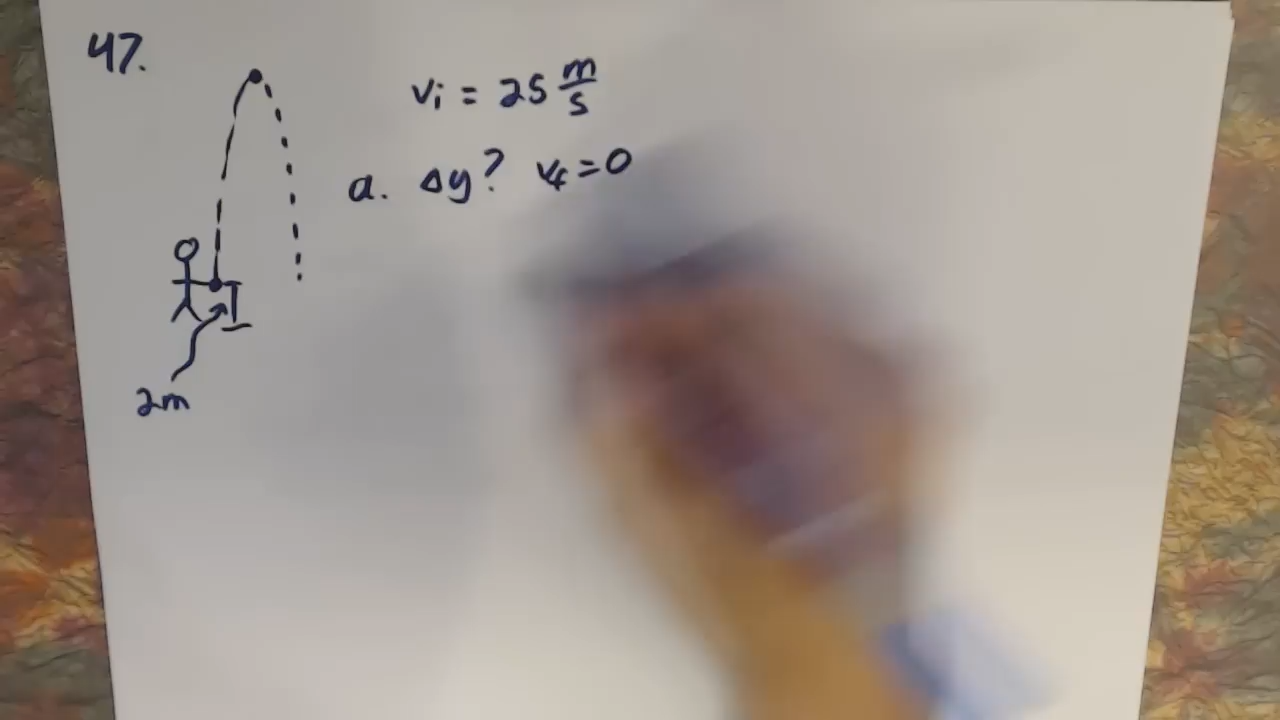 47.
vi = 25 m/s
a. Δy? vf = 0
2m